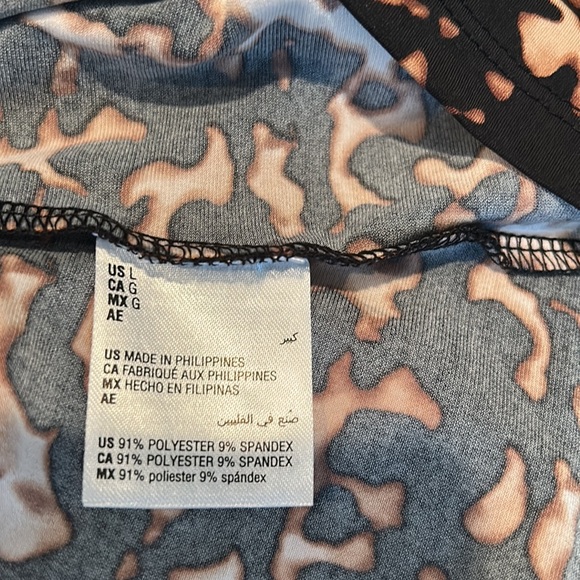 US L
CA G
MX G
AE
كبير
US MADE IN PHILIPPINES
CA FABRIQUÉ AUX PHILIPPINES
MX HECHO EN FILIPINAS
AE
صُنع في الفلبين
US 91% POLYESTER 9% SPANDEX
CA 91% POLYESTER 9% SPANDEX
MX 91% poliester 9% spándex